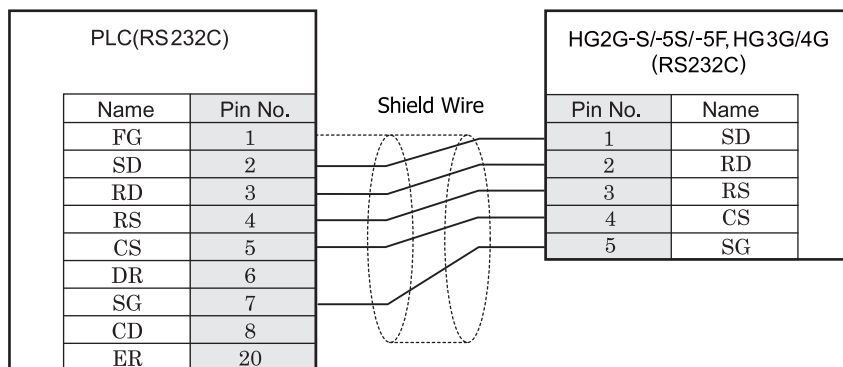 PLC(RS232C)
HG2G-S/-5S/-5F, HG3G/4G
(RS232C)
Shield Wire
Name Pin No.
FG 1
SD 2
RD 3
RS 4
CS 5
DR 6
SG 7
CD 8
ER 20
Pin No. Name
1 SD
2 RD
3 RS
4 CS
5 SG